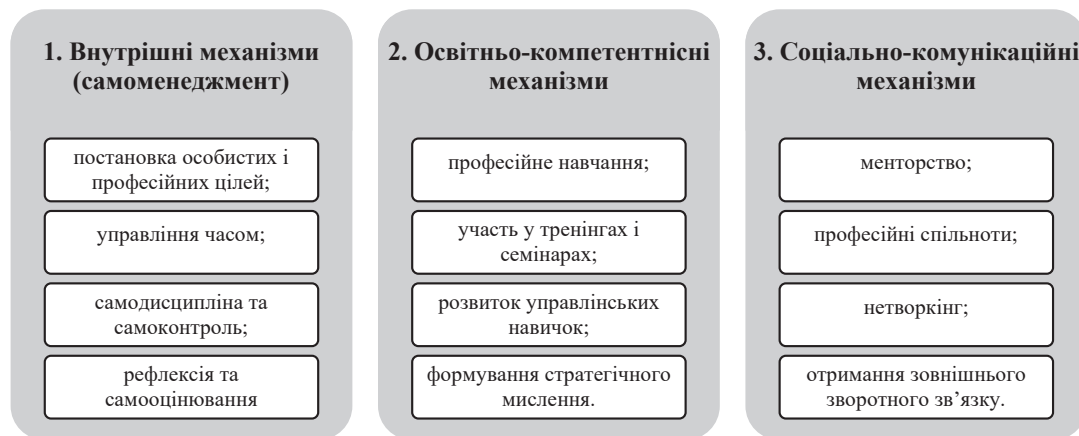 1. Внутрішні механізми
(самоменеджмент)
постановка особистих і
професійних цілей;
управління часом;
самодисципліна та
самоконтроль;
рефлексія та
самооцінювання
2. Освітньо-компетентнісні
механізми
професійне навчання;
участь у тренінгах і
семінарах;
розвиток управлінських
навичок;
формування стратегічного
мислення.
3. Соціально-комунікаційні
механізми
менторство;
професійні спільноти;
нетворкінг;
отримання зовнішнього
зворотного зв’язку.